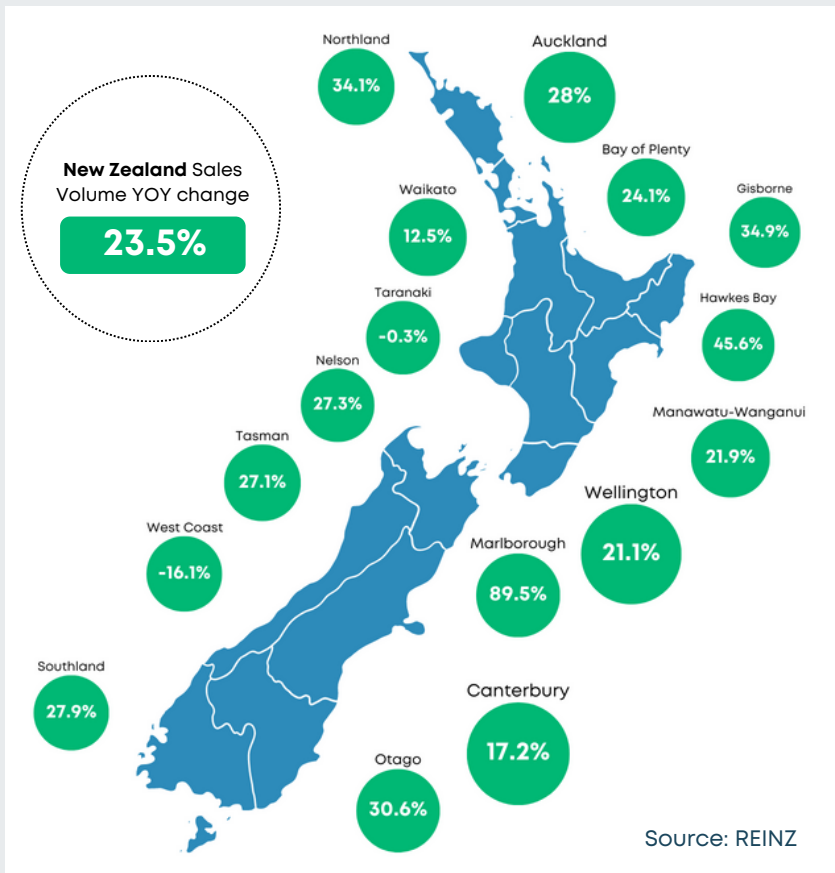 Northland
34.1%
Auckland
28%
New Zealand Sales
Volume YOY change
23.5%
Bay of Plenty
24.1%
Waikato
12.5%
Gisborne
34.9%
Taranaki
-0.3%
Hawkes Bay
45.6%
Nelson
27.3%
Manawatu-Wanganui
21.9%
Tasman
27.1%
Wellington
21.1%
West Coast
-16.1%
Marlborough
89.5%
Southland
27.9%
Canterbury
17.2%
Otago
30.6%
Source: REINZ